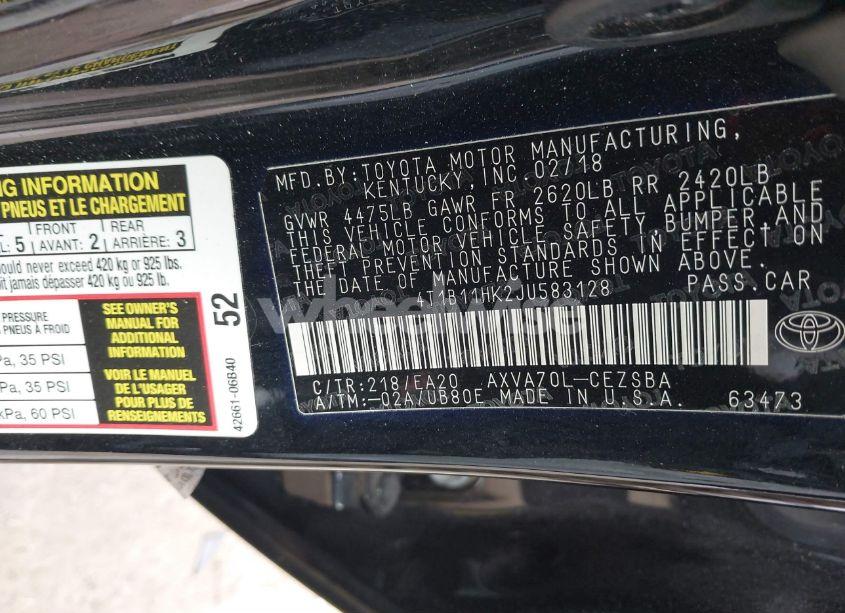 NG INFORMATION
PNEUS ET LE CHARGEMENT
L: 5 FRONT AVANT: 2 REAR ARRIÈRE: 3
ould never exceed 420 kg or 925 lbs.
it jamais dépasser 420 kg ou 925 lb.
PRESSURE
PNEUS À FROID
Pa, 35 PSI
Pa, 35 PSI
kPa, 60 PSI
SEE OWNER'S
MANUAL FOR
ADDITIONAL
INFORMATION
VOIR LE MANUEL
DE L'USAGER
POUR PLUS DE
RENSEIGNEMENTS
52
42661-06B40
MFD.BY:TOYOTA MOTOR MANUFACTURING,
KENTUCKY,INC.02/18
GVWR 4475LB GAWR FR 2620LB RR 2420LB
THIS VEHICLE CONFORMS TO ALL APPLICABLE
FEDERAL MOTOR VEHICLE SAFETY,BUMPER,AND
THEFT PREVENTION STANDARDS IN EFFECT ON
THE DATE OF MANUFACTURE SHOWN ABOVE.
4T1B11HK2JU583128 PASS.CAR
C/TR:218/EA20 AXVA70L-CEZSBA
A/TM:-02A/UB80E MADE IN U.S.A. 63473
TOYOTA
wheelwise